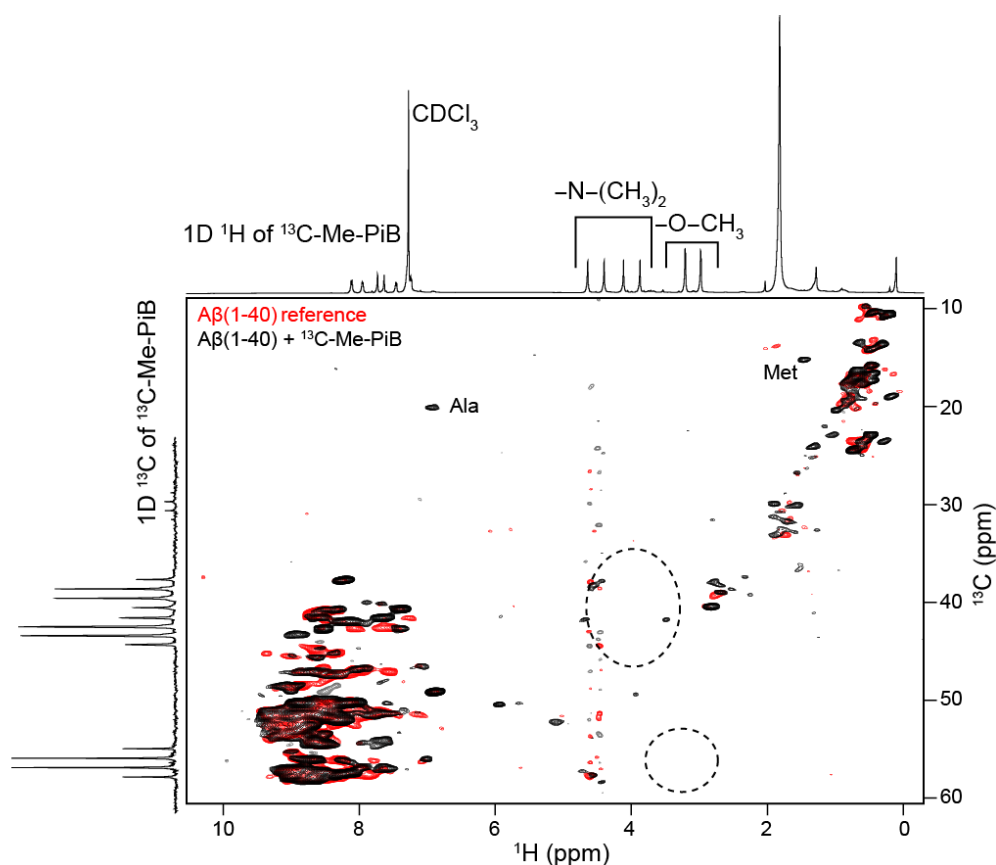 CDCl₃
–N–(CH₃)₂
–O–CH₃
1D ¹H of ¹³C-Me-PiB
Aβ(1-40) reference
Aβ(1-40) + ¹³C-Me-PiB
Met
Ala
1D ¹³C of ¹³C-Me-PiB
10
20
30
40
50
60
¹³C (ppm)
10
8
6
4
2
0
¹H (ppm)